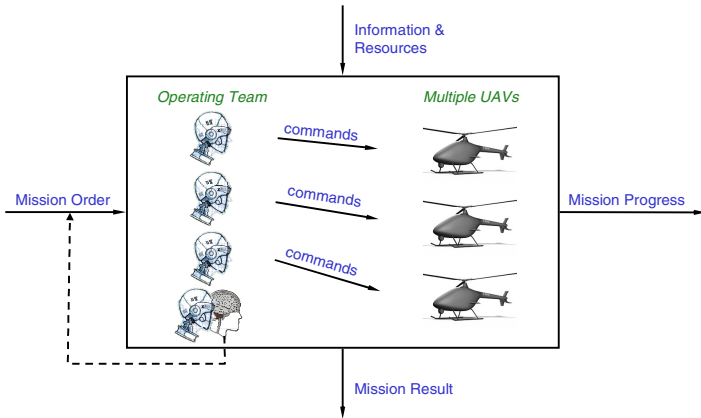 Information &
Resources
Operating Team
Multiple UAVs
commands
Mission Order
commands
Mission Progress
commands
Mission Result